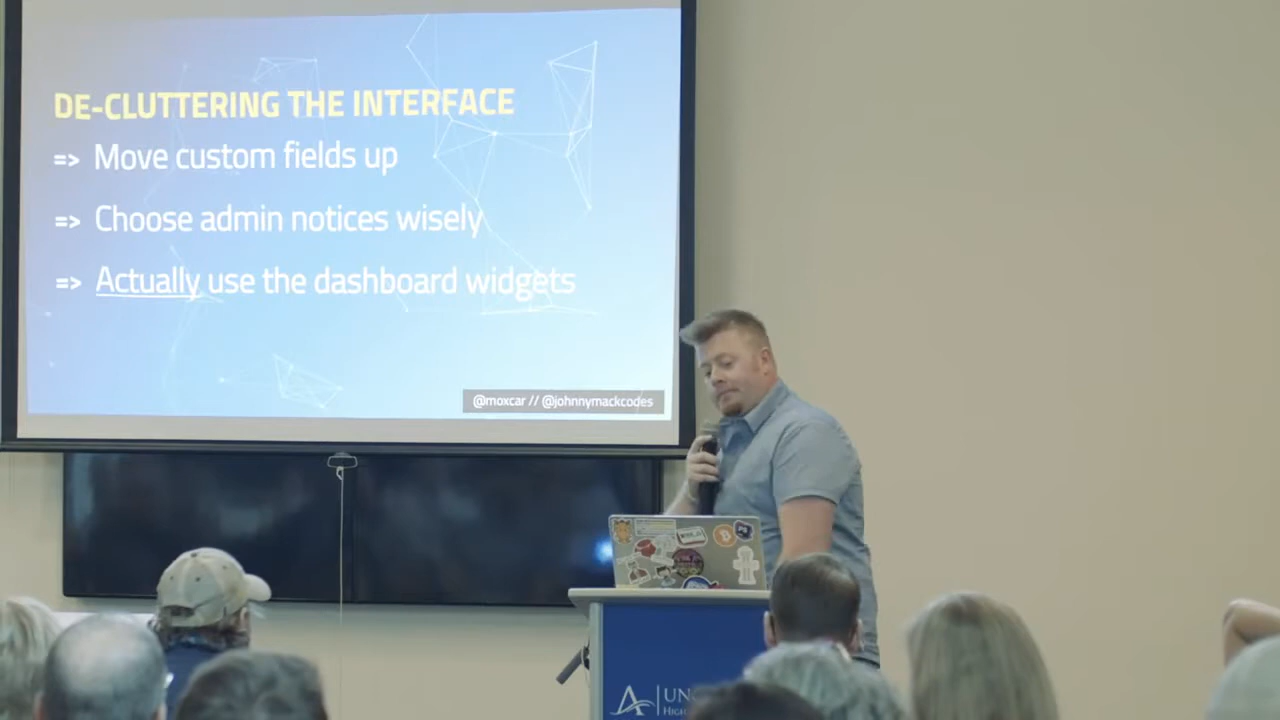 DE-CLUTTERING THE INTERFACE
=> Move custom fields up
=> Choose admin notices wisely
=> Actually use the dashboard widgets
@moxcar // @johnnymackcodes